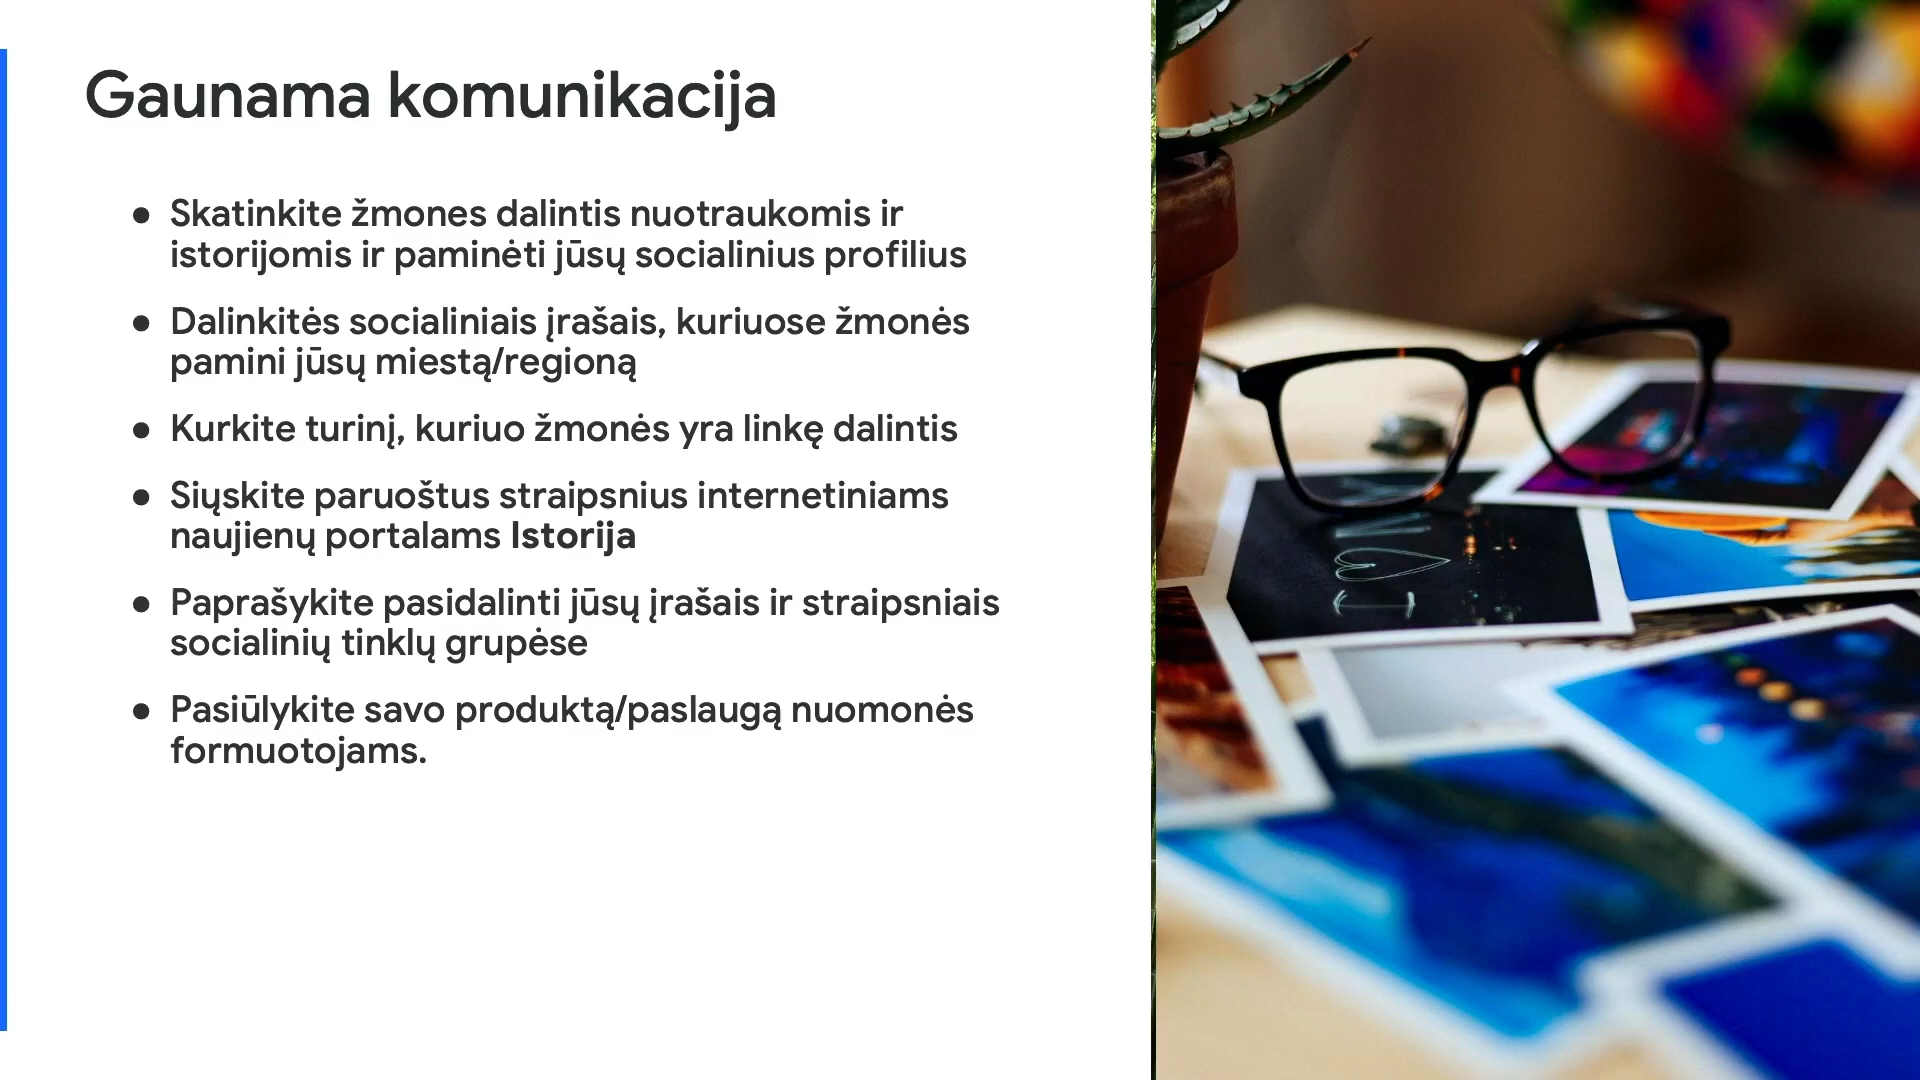 Gaunama komunikacija
● Skatinkite žmones dalintis nuotraukomis ir
istorijomis ir paminėti jūsų socialinius profilius
● Dalinkitės socialiniais įrašais, kuriuose žmonės
pamini jūsų miestą/regioną
● Kurkite turinį, kuriuo žmonės yra linkę dalintis
● Siųskite paruoštus straipsnius internetiniams
naujienų portalams Istorija
● Paprašykite pasidalinti jūsų įrašais ir straipsniais
socialinių tinklų grupėse
● Pasiūlykite savo produktą/paslaugą nuomonės
formuotojams.
I ♡ NY